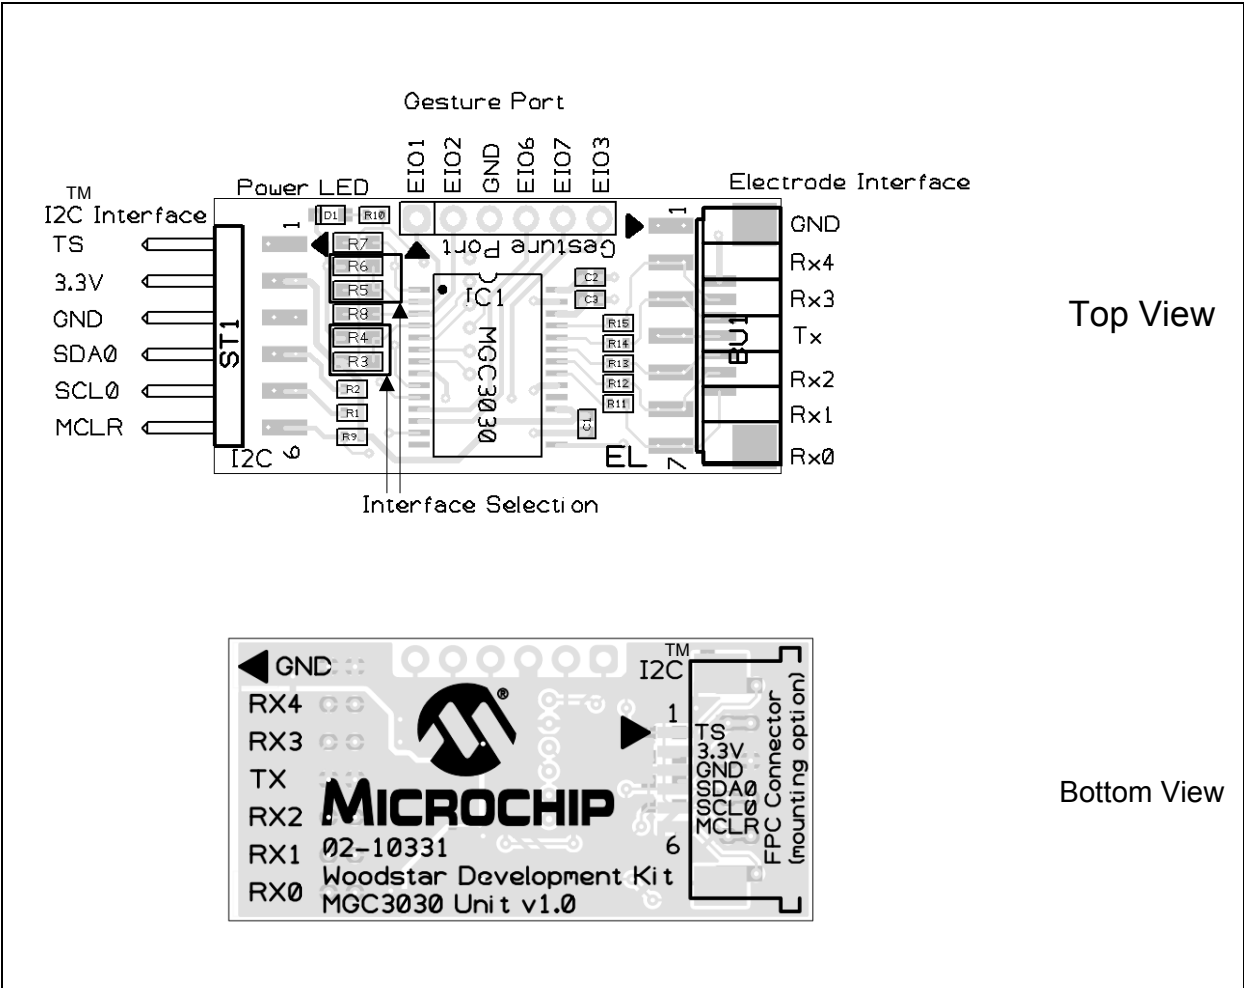 Gesture Port
EIO1
EIO2
GND
EIO6
EIO7
EIO3
Power LED
Electrode Interface
TM
I2C Interface
TS
3.3V
GND
SDA0
SCL0
MCLR
ST1
1
6
I2C
D1
R10
R7
R6
R5
R8
R4
R3
R2
R1
R9
Gesture Port
IC1
MGC3030
C2
C3
R15
R14
R13
R12
R11
C1
EL
1
7
BU1
GND
Rx4
Rx3
Tx
Rx2
Rx1
Rx0
Interface Selection
Top View
GND
RX4
RX3
TX
RX2
RX1
RX0
®
MICROCHIP
02-10331
Woodstar Development Kit
MGC3030 Unit v1.0
TM
I2C
1
6
TS
3.3V
GND
SDA0
SCL0
MCLR
FPC Connector
(mounting option)
Bottom View